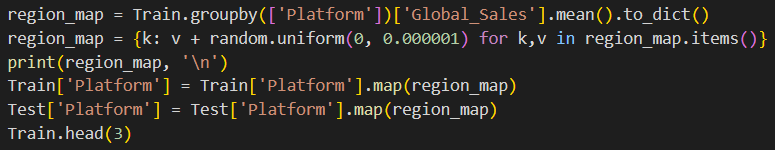 region_map = Train.groupby(['Platform'])['Global_Sales'].mean().to_dict()
region_map = {k: v + random.uniform(0, 0.000001) for k,v in region_map.items()}
print(region_map, '\n')
Train['Platform'] = Train['Platform'].map(region_map)
Test['Platform'] = Test['Platform'].map(region_map)
Train.head(3)